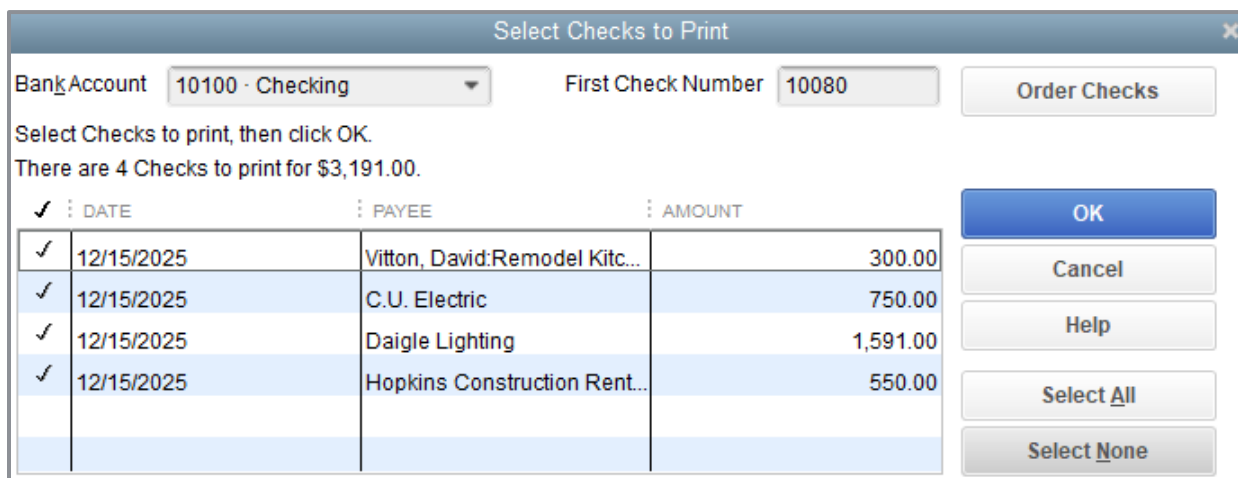 Select Checks to Print
Bank Account 10100 · Checking First Check Number 10080 Order Checks
Select Checks to print, then click OK.
There are 4 Checks to print for $3,191.00.
✓ DATE PAYEE AMOUNT OK
✓ 12/15/2025 Vitton, David:Remodel Kitc... 300.00
Cancel
✓ 12/15/2025 C.U. Electric 750.00
Help
✓ 12/15/2025 Daigle Lighting 1,591.00
✓ 12/15/2025 Hopkins Construction Rent... 550.00
Select All
Select None